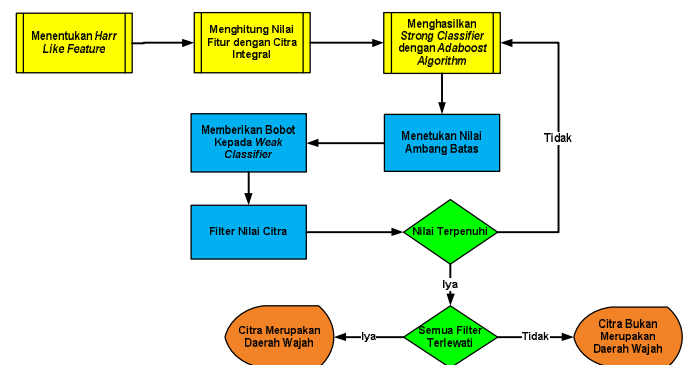 Menentukan Harr
Like Feature
Menghitung Nilai
Fitur dengan Citra
Integral
Menghasilkan
Strong Classifier
dengan Adaboost
Algorithm
Memberikan Bobot
Kepada Weak
Classifier
Menetukan Nilai
Ambang Batas
Tidak
Filter Nilai Citra
Nilai Terpenuhi
Iya
Citra Merupakan
Daerah Wajah
Iya
Semua Filter
Terlewati
Tidak
Citra Bukan
Merupakan
Daerah Wajah